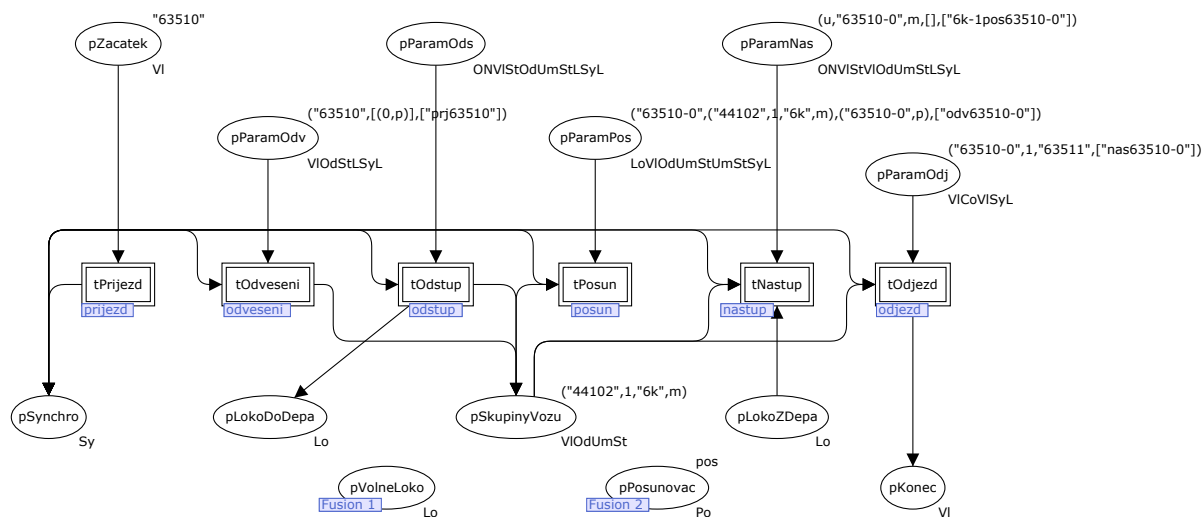 "63510"
pZacatek
Vl
pParamOds
ONVlStOdUmStLSyL
(u,"63510-0",m,[],["6k-1pos63510-0"])
pParamNas
ONVlStVlOdUmStLSyL
("63510",[(0,p)],["prj63510"])
pParamOdv
VlOdStLSyL
("63510-0",("44102",1,"6k",m),("63510-0",p),["odv63510-0"])
pParamPos
LoVlOdUmStUmStSyL
("63510-0",1,"63511",["nas63510-0"])
pParamOdj
VlCoVlSyL
tPrijezd
prijezd
tOdveseni
odveseni
tOdstup
odstup
tPosun
posun
tNastup
nastup
tOdjezd
odjezd
pSynchro
Sy
pLokoDoDepa
Lo
("44102",1,"6k",m)
pSkupinyVozu
VlOdUmSt
pLokoZDepa
Lo
pVolneLoko
Fusion 1
Lo
pos
pPosunovac
Fusion 2
Po
pKonec
Vl